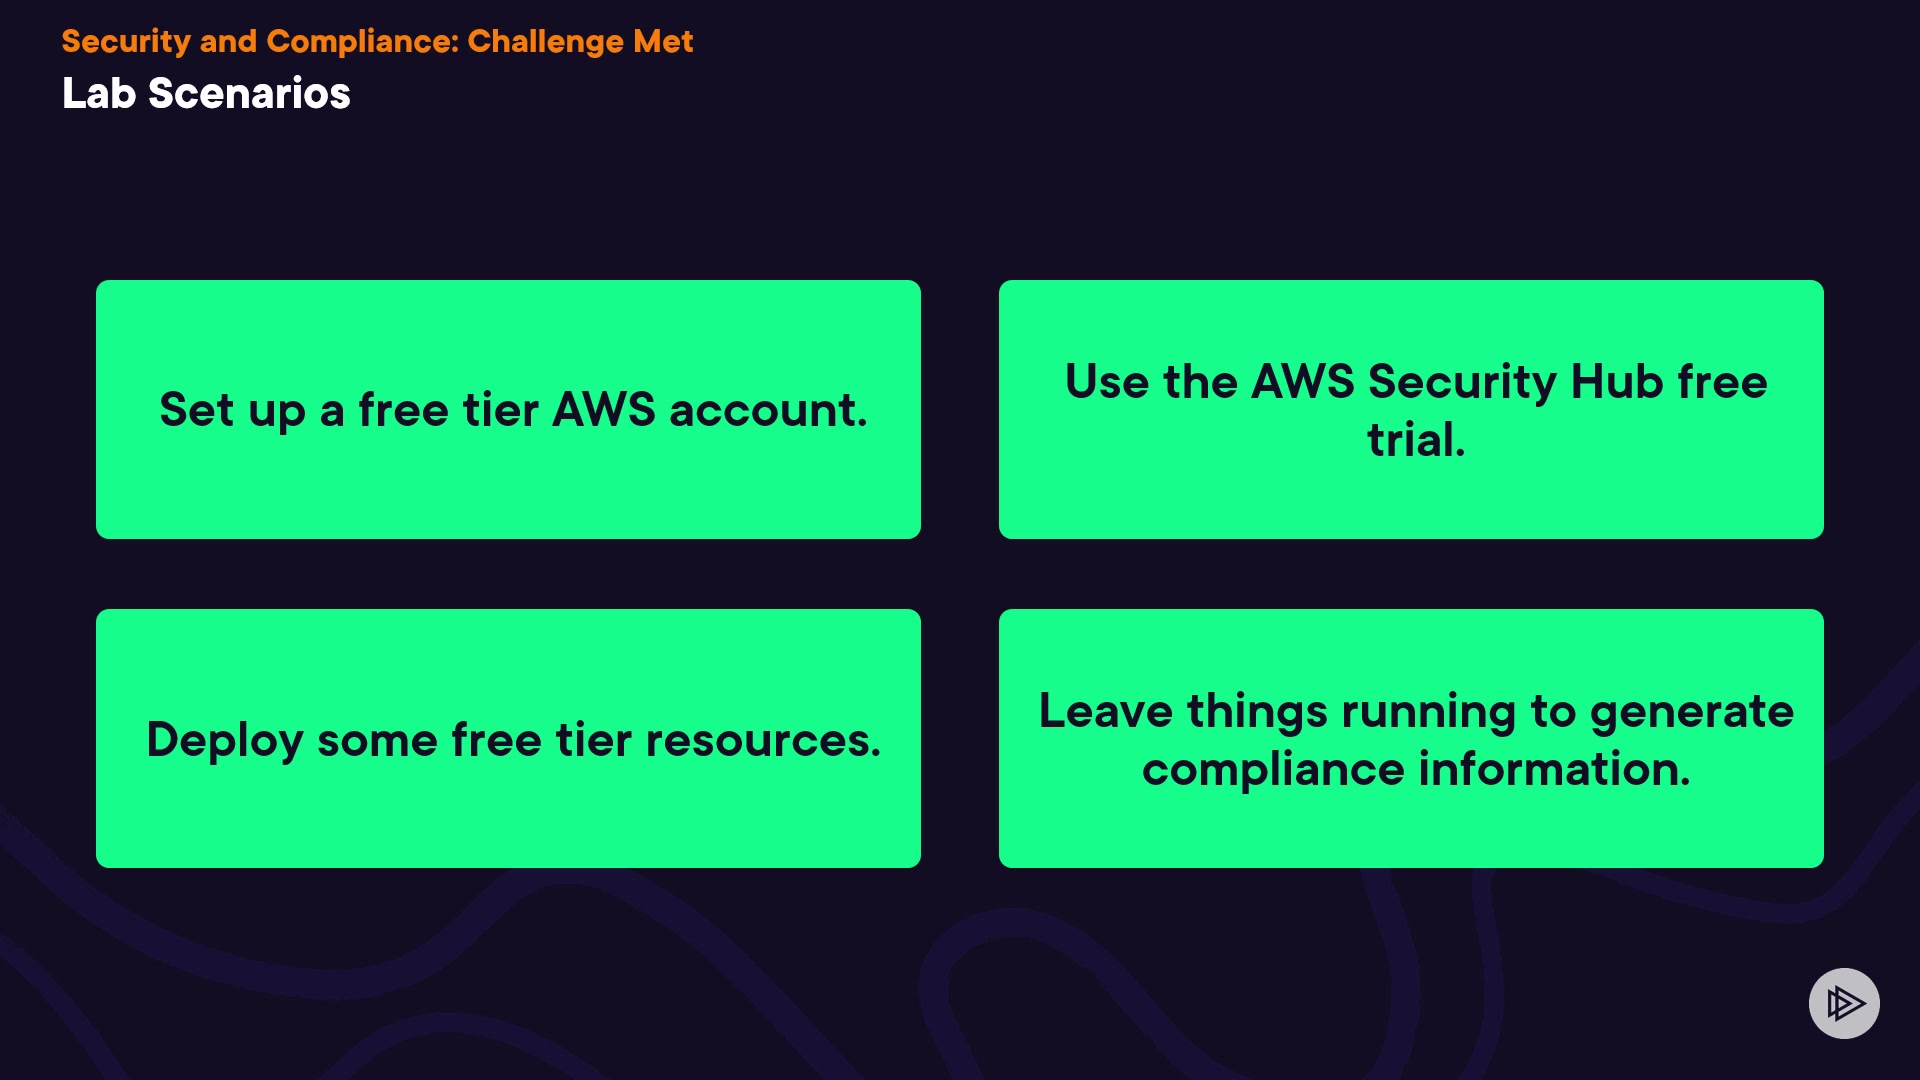 Security and Compliance: Challenge Met
Lab Scenarios
Set up a free tier AWS account.
Use the AWS Security Hub free
trial.
Deploy some free tier resources.
Leave things running to generate
compliance information.